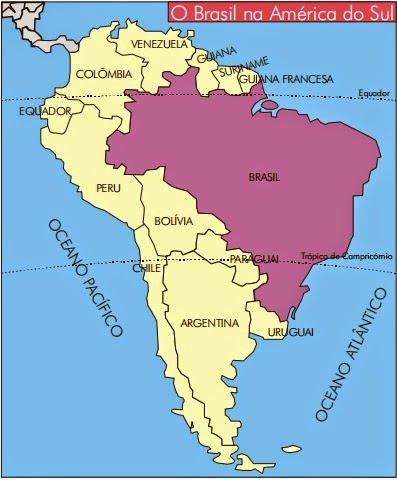 O Brasil na América do Sul
VENEZUELA
GUIANA
SURINAME
GUIANA FRANCESA
COLÔMBIA
Equador
EQUADOR
BRASIL
PERU
BOLÍVIA
PARAGUAI
Trópico de Campricómio
CHILE
OCEANO PACÍFICO
ARGENTINA
URUGUAI
OCEANO ATLÂNTICO